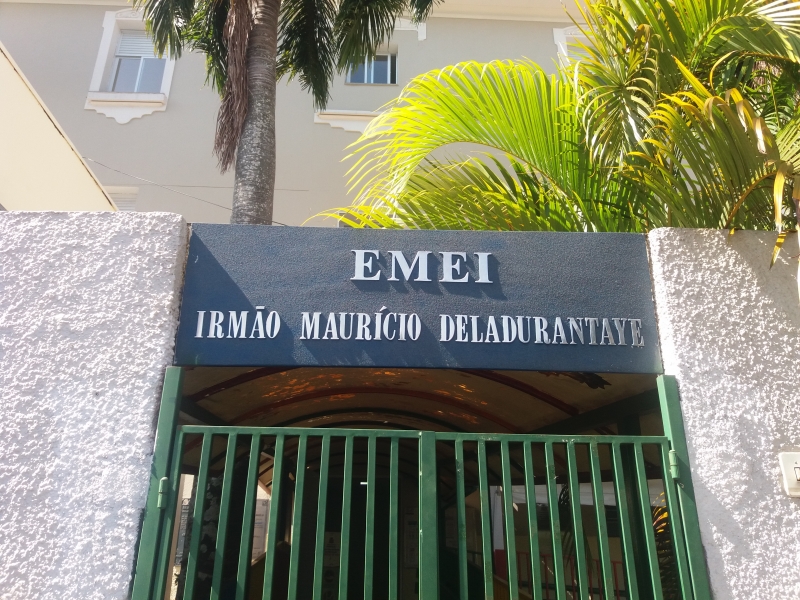 EMEI
IRMÃO MAURÍCIO DELADURANTAYE